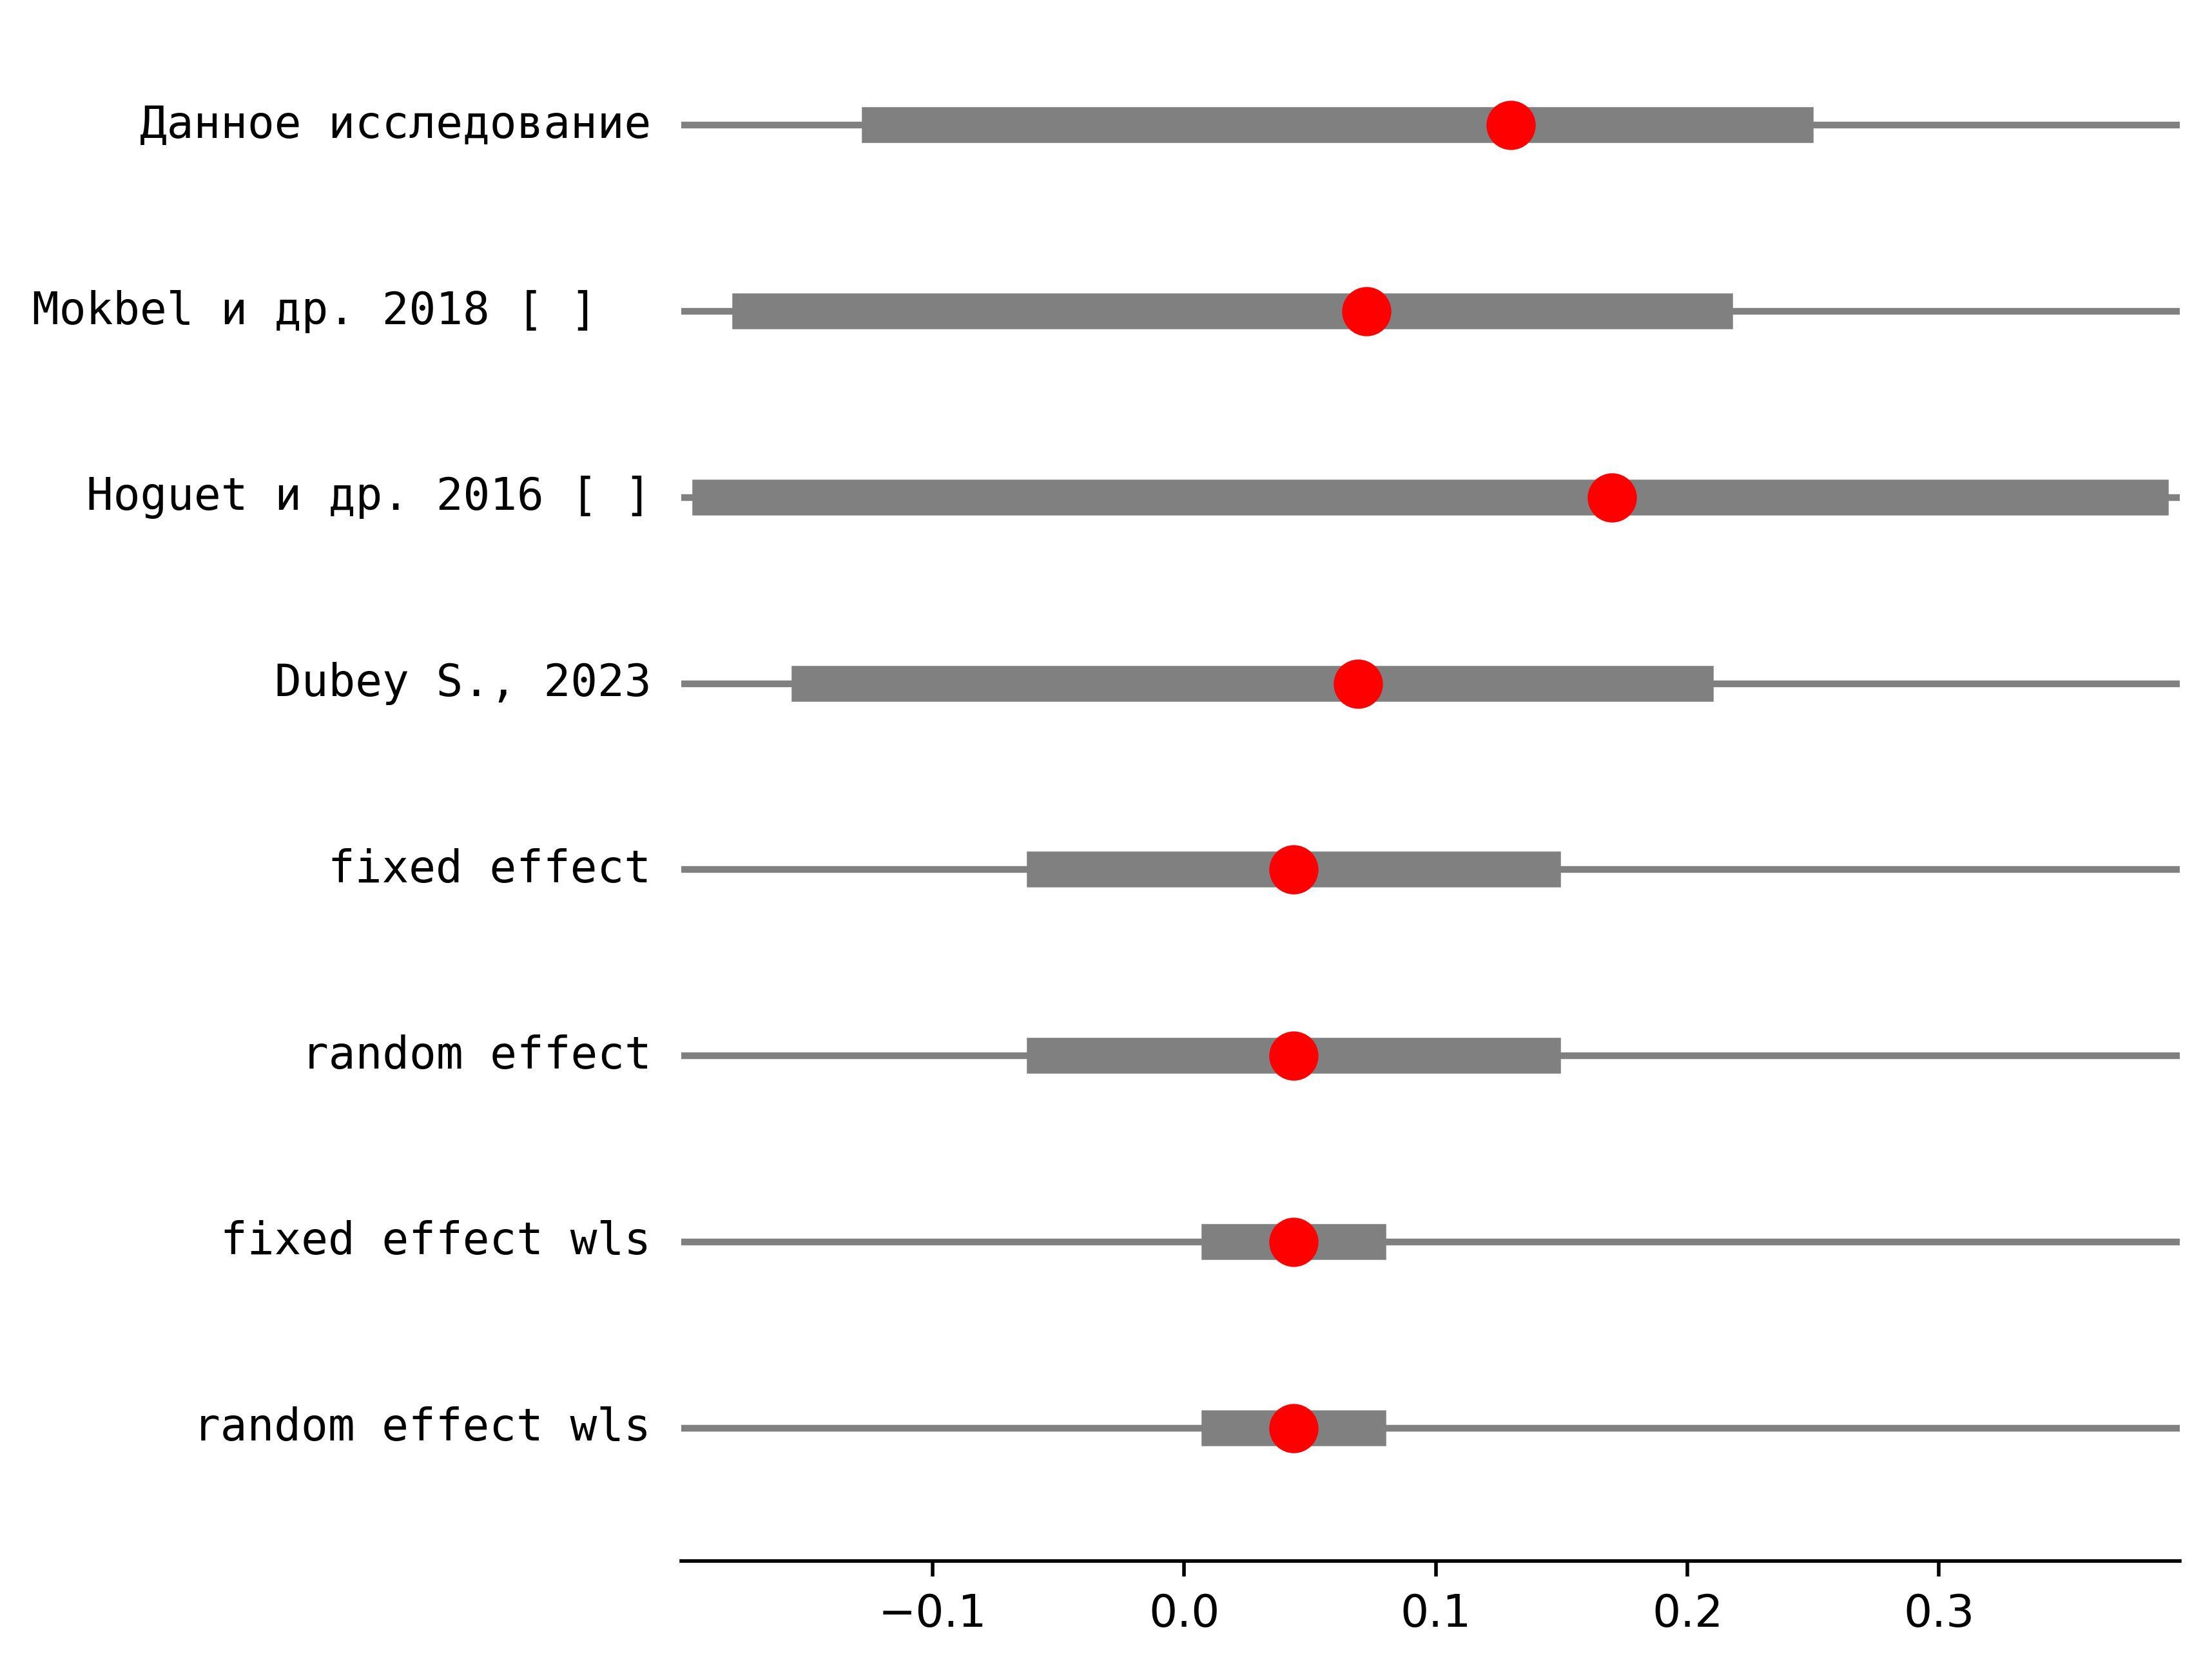 Данное исследование
Mokbel и др. 2018 [ ]
Hoguet и др. 2016 [ ]
Dubey S., 2023
fixed effect
random effect
fixed effect wls
random effect wls
−0.1 0.0 0.1 0.2 0.3